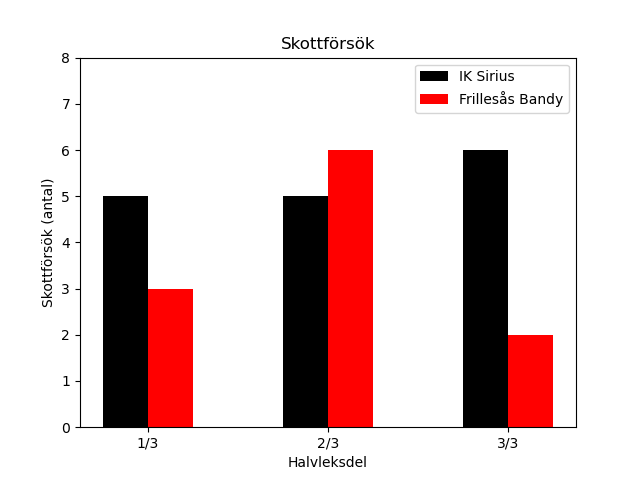 Skottförsök
IK Sirius
Frillesås Bandy
Skottförsök (antal)
8
7
6
5
4
3
2
1
0
1/3
2/3
3/3
Halvleksdel